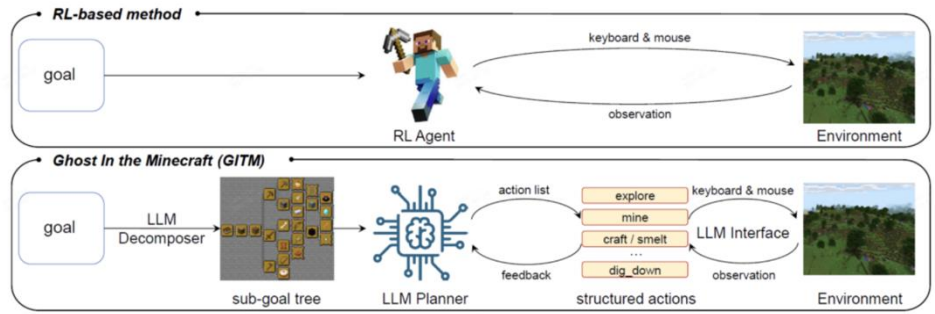 RL-based method
goal
keyboard & mouse
observation
RL Agent
Environment
Ghost In the Minecraft (GITM)
goal
LLM
Decomposer
sub-goal tree
LLM Planner
action list
feedback
explore
mine
craft / smelt
...
dig_down
structured actions
keyboard & mouse
LLM Interface
observation
Environment